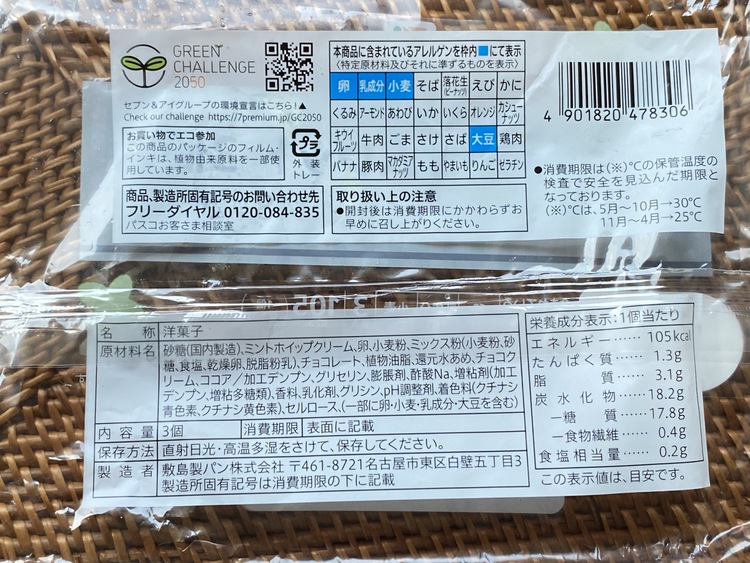 GREEN
CHALLENGE
2050
セブン&アイグループの環境宣言はこちら!▲
Check our challenge https://7premium.jp/GC2050
お買い物でエコ参加
この商品のパッケージのフィルム・
インキは、植物由来原料を一部使
用しています。
プラ
外装
トレー
商品、製造所固有記号のお問い合わせ先
フリーダイヤル 0120-084-835
パスコお客さま相談室
本商品に含まれているアレルゲンを枠内■にて表示
〈特定原材料及びそれに準ずるものを表示〉
卵 乳成分 小麦 そば 落花生(ピーナッツ) えび かに
くるみ アーモンド あわび いか いくら オレンジ カシューナッツ
キウイフルーツ 牛肉 ごま さけ さば 大豆 鶏肉
バナナ 豚肉 マカダミアナッツ もも やまいも りんご ゼラチン
取り扱い上の注意
●開封後は消費期限にかかわらずお
早めに召し上がりください。
4 901820 478306
●消費期限は(※)℃の保管温度の
検査で安全を見込んだ期限と
なっております。
(※)℃は、5月〜10月→30℃
11月〜4月→25℃
名称 洋菓子
原材料名 砂糖(国内製造)、ミントホイップクリーム、卵、小麦粉、ミックス粉(小麦粉、砂
糖、食塩、乾燥卵、脱脂粉乳)、チョコレート、植物油脂、還元水あめ、チョコク
リーム、ココア/加工デンプン、グリセリン、膨脹剤、酢酸Na、増粘剤(加工
デンプン、増粘多糖類)、香料、乳化剤、グリシン、pH調整剤、着色料(クチナシ
青色素、クチナシ黄色素)、セルロース、(一部に卵・小麦・乳成分・大豆を含む)
内容量 3個 消費期限 表面に記載
保存方法 直射日光・高温多湿をさけて、保存してください。
製造者 敷島製パン株式会社 〒461-8721名古屋市東区白壁五丁目3
製造所固有記号は消費期限の下に記載
栄養成分表示:1個当たり
エネルギー……105kcal
たんぱく質……1.3g
脂質……3.1g
炭水化物……18.2g
−糖質……17.8g
−食物繊維……0.4g
食塩相当量……0.2g
この表示値は、目安です。